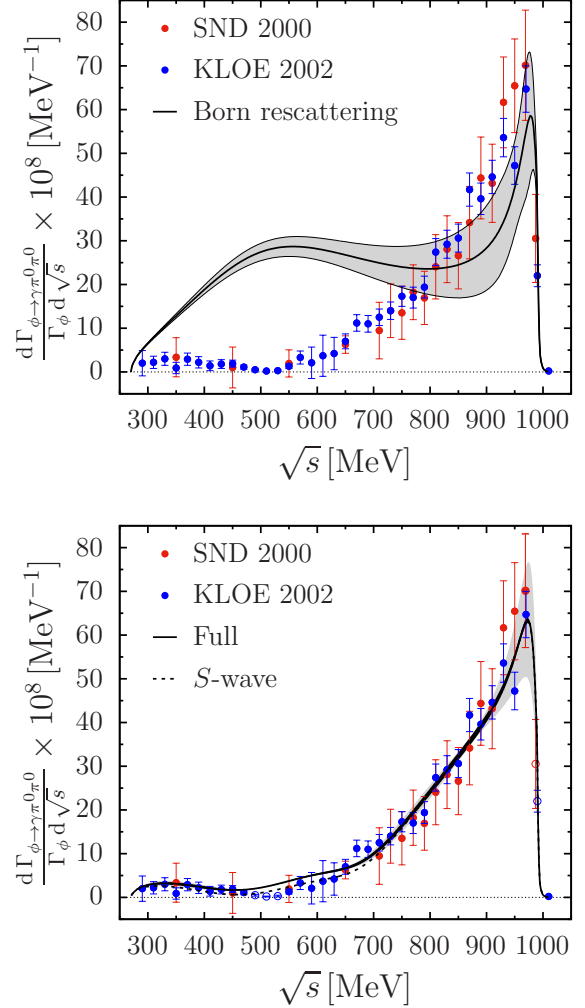 80
70
60
50
40
30
20
10
0
dΓ_{ϕ→γπ⁰π⁰} / Γ_ϕ d√s × 10⁸ [MeV⁻¹]
SND 2000
KLOE 2002
Born rescattering
300 400 500 600 700 800 900 1000
√s [MeV]
80
70
60
50
40
30
20
10
0
dΓ_{ϕ→γπ⁰π⁰} / Γ_ϕ d√s × 10⁸ [MeV⁻¹]
SND 2000
KLOE 2002
Full
S-wave
300 400 500 600 700 800 900 1000
√s [MeV]